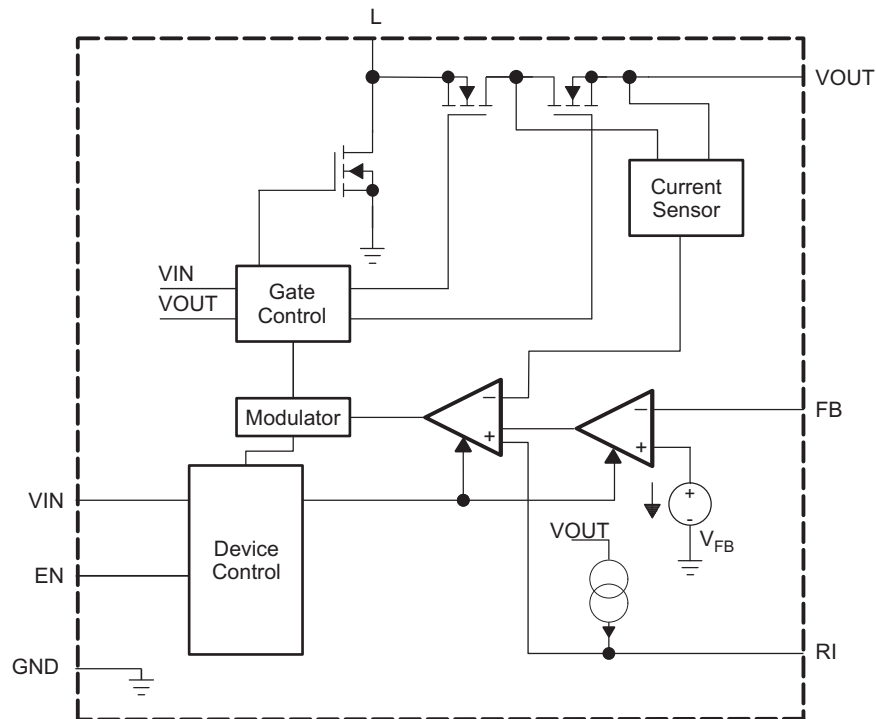 L
VOUT
Current
Sensor
VIN
VOUT
Gate
Control
Modulator
−
+
−
+
FB
VIN
+
-
VFB
VOUT
Device
Control
EN
GND
RI